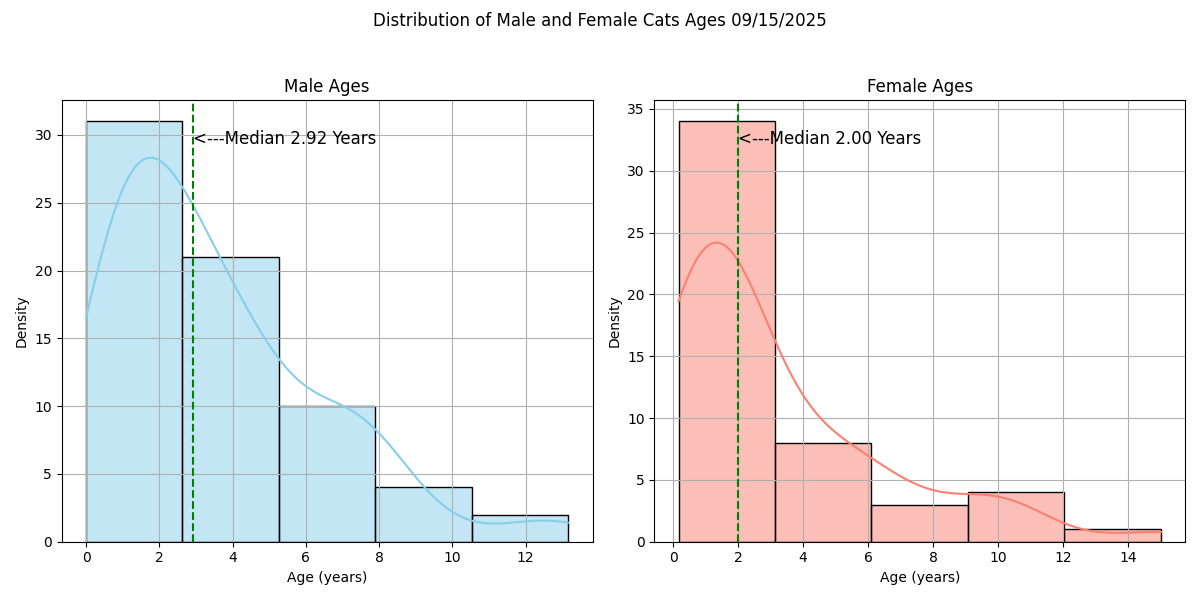 Distribution of Male and Female Cats Ages 09/15/2025
Male Ages
<---Median 2.92 Years
30
25
20
15
10
5
0
Density
0 2 4 6 8 10 12
Age (years)
Female Ages
<---Median 2.00 Years
35
30
25
20
15
10
5
0
Density
0 2 4 6 8 10 12 14
Age (years)